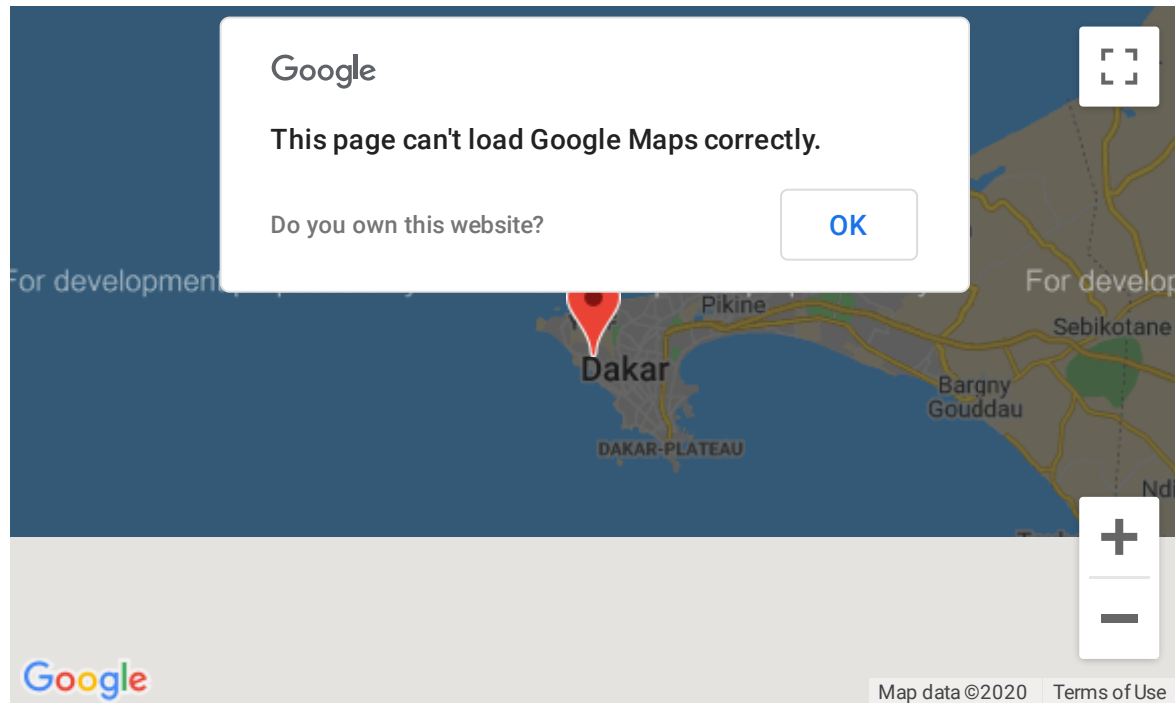 Google
This page can't load Google Maps correctly.
Do you own this website?
OK
For development
For develop
Pikine
Sebikotane
Dakar
Bargny
Gouddau
DAKAR-PLATEAU
Ndi
Google
Map data ©2020
Terms of Use